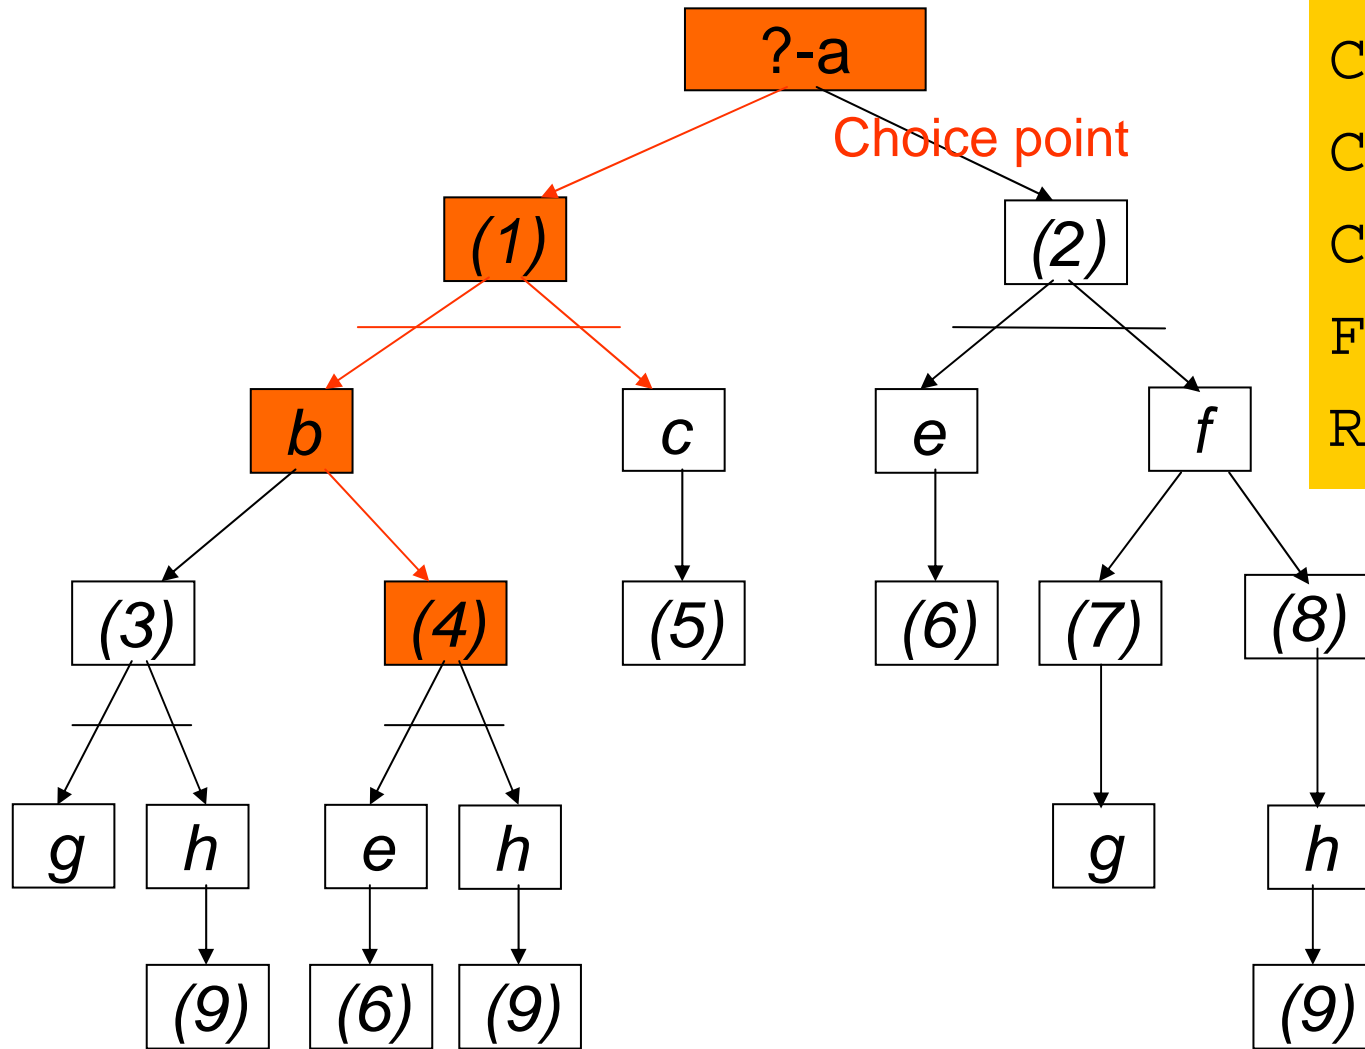 ?-a
Choice point
C
C
C
F
R
(1) (2)
b c e f
(3) (4) (5) (6) (7) (8)
g h e h g h
(9) (6) (9) (9)